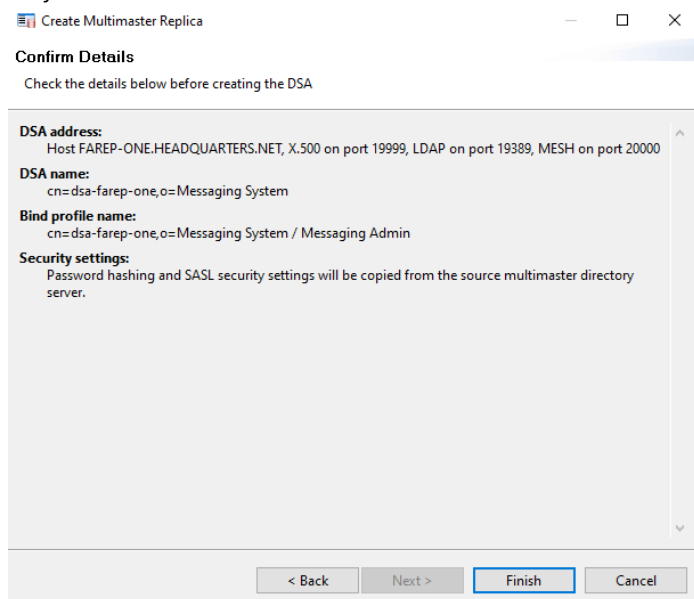 Create Multimaster Replica
Confirm Details
Check the details below before creating the DSA
DSA address:
Host FAREP-ONE.HEADQUARTERS.NET, X.500 on port 19999, LDAP on port 19389, MESH on port 20000
DSA name:
cn=dsa-farep-one,o=Messaging System
Bind profile name:
cn=dsa-farep-one,o=Messaging System / Messaging Admin
Security settings:
Password hashing and SASL security settings will be copied from the source multimaster directory
server.
< Back Next > Finish Cancel